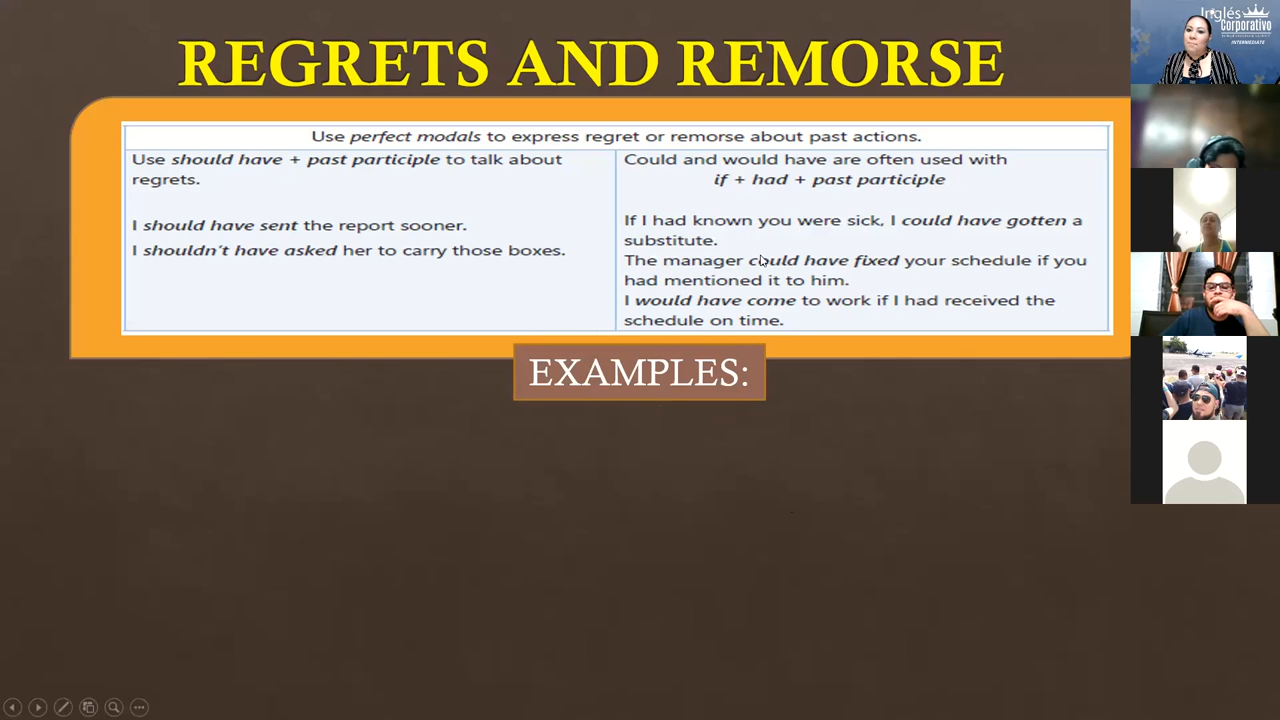 REGRETS AND REMORSE
Use perfect modals to express regret or remorse about past actions.
Use should have + past participle to talk about
regrets.
I should have sent the report sooner.
I shouldn't have asked her to carry those boxes.
Could and would have are often used with
if + had + past participle
If I had known you were sick, I could have gotten a
substitute.
The manager could have fixed your schedule if you
had mentioned it to him.
I would have come to work if I had received the
schedule on time.
EXAMPLES:
Inglés
Corporativo
INTERMEDIATE